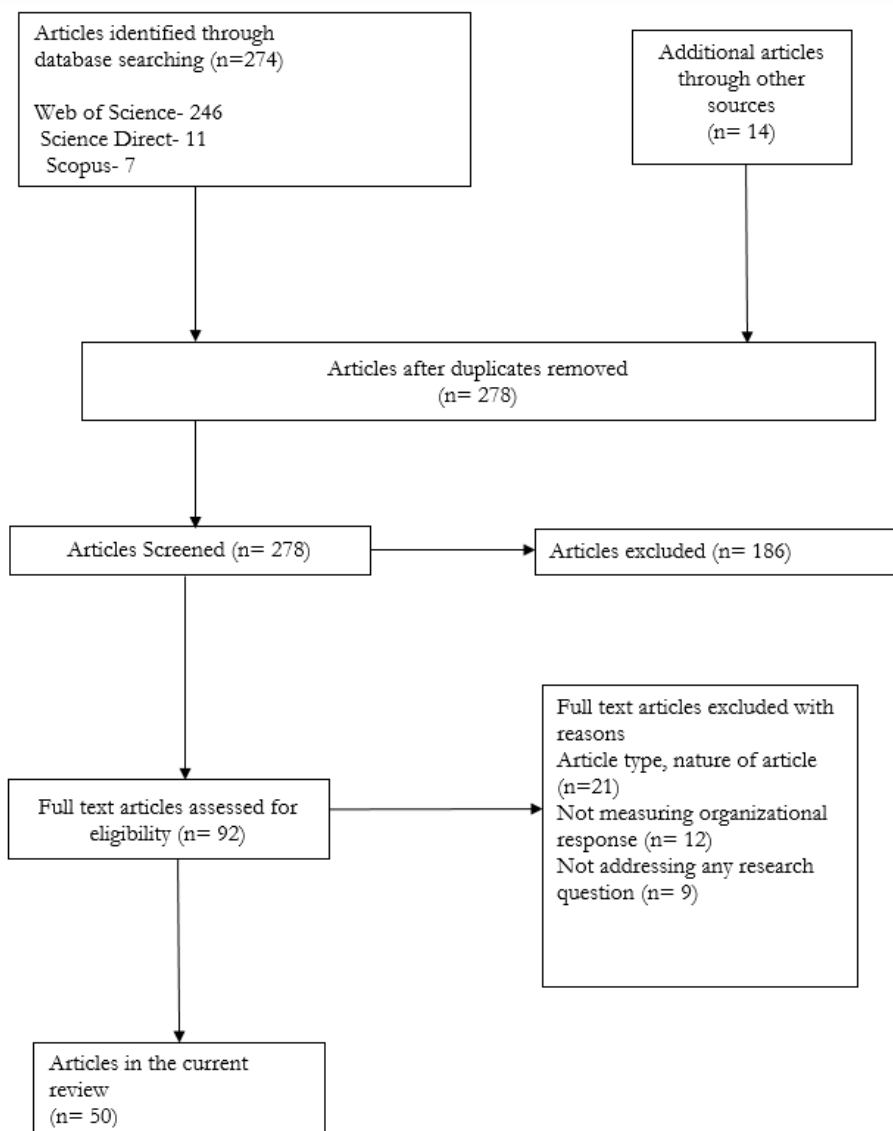 Articles identified through
database searching (n=274)
Web of Science- 246
Science Direct- 11
Scopus- 7
Additional articles
through other
sources
(n= 14)
Articles after duplicates removed
(n= 278)
Articles Screened (n= 278)
Articles excluded (n= 186)
Full text articles assessed for
eligibility (n= 92)
Full text articles excluded with
reasons
Article type, nature of article
(n=21)
Not measuring organizational
response (n= 12)
Not addressing any research
question (n= 9)
Articles in the current
review
(n= 50)